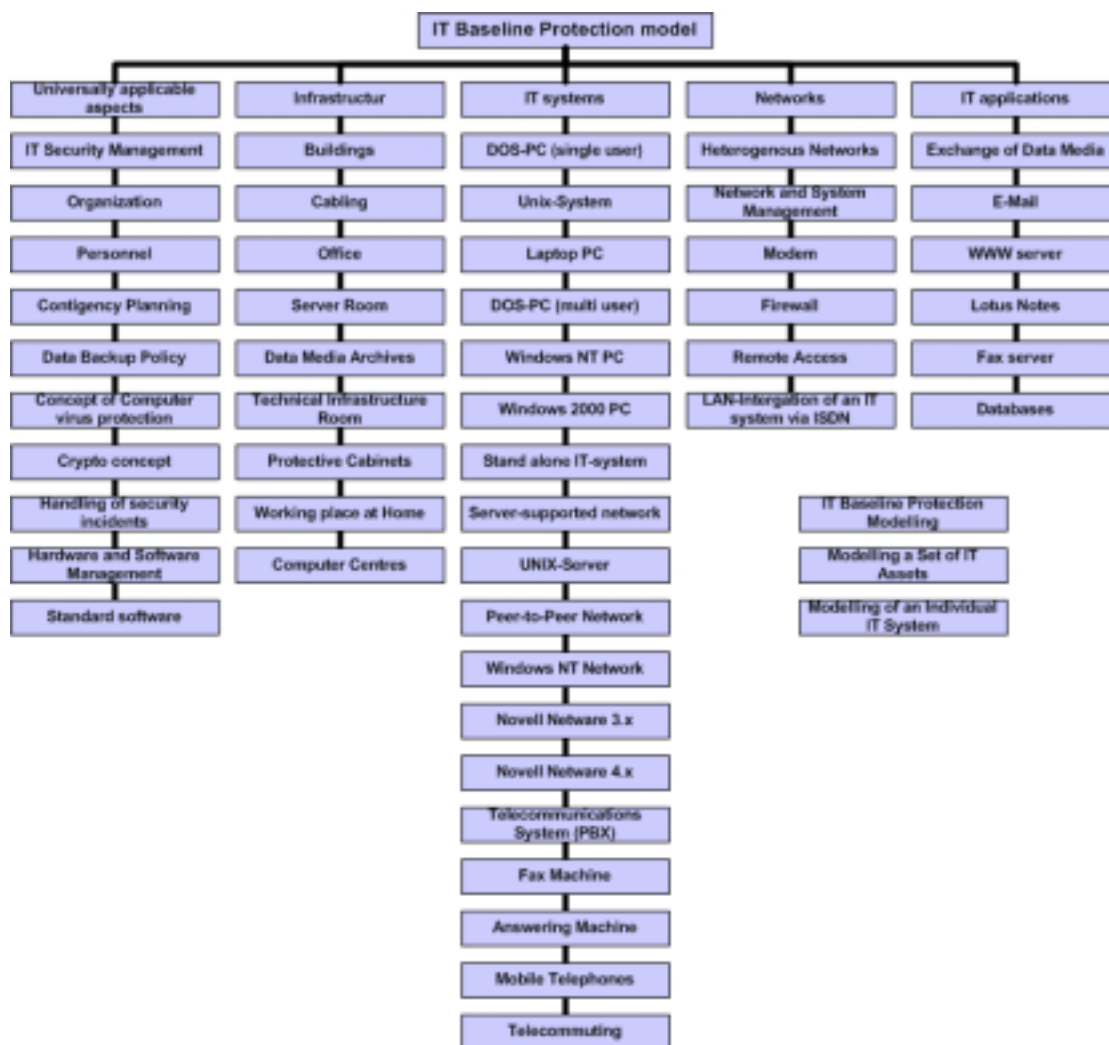 IT Baseline Protection model
Universally applicable
aspects
IT Security Management
Organization
Personnel
Contigency Planning
Data Backup Policy
Concept of Computer
virus protection
Crypto concept
Handling of security
incidents
Hardware and Software
Management
Standard software
Infrastructur
Buildings
Cabling
Office
Server Room
Data Media Archives
Technical Infrastructure
Room
Protective Cabinets
Working place at Home
Computer Centres
IT systems
DOS-PC (single user)
Unix-System
Laptop PC
DOS-PC (multi user)
Windows NT PC
Windows 2000 PC
Stand alone IT-system
Server-supported network
UNIX-Server
Peer-to-Peer Network
Windows NT Network
Novell Netware 3.x
Novell Netware 4.x
Telecommunications
System (PBX)
Fax Machine
Answering Machine
Mobile Telephones
Telecommuting
Networks
Heterogenous Networks
Network and System
Management
Modem
Firewall
Remote Access
LAN-Intergation of an IT
system via ISDN
IT applications
Exchange of Data Media
E-Mail
WWW server
Lotus Notes
Fax server
Databases
IT Baseline Protection
Modelling
Modelling a Set of IT
Assets
Modelling of an Individual
IT System